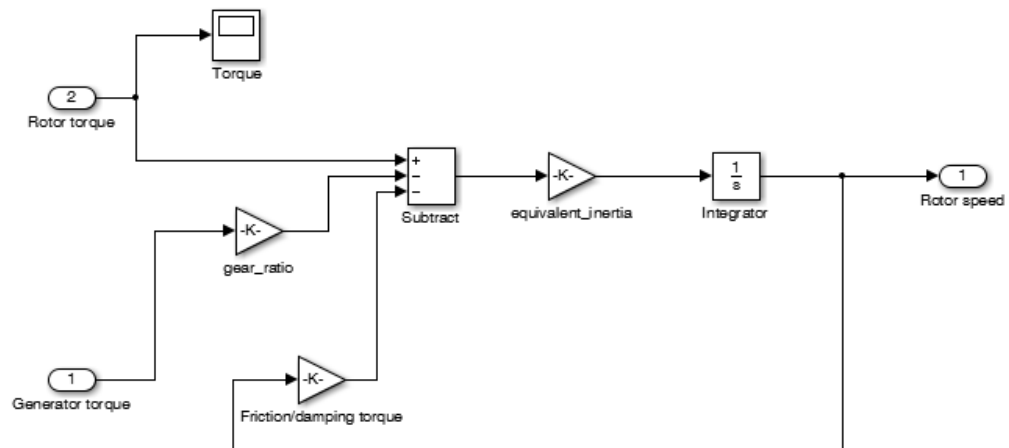 Torque
2
Rotor torque
+
−
−
Subtract
-K-
equivalent_inertia
1
s
Integrator
1
Rotor speed
-K-
gear_ratio
1
Generator torque
-K-
Friction/damping torque